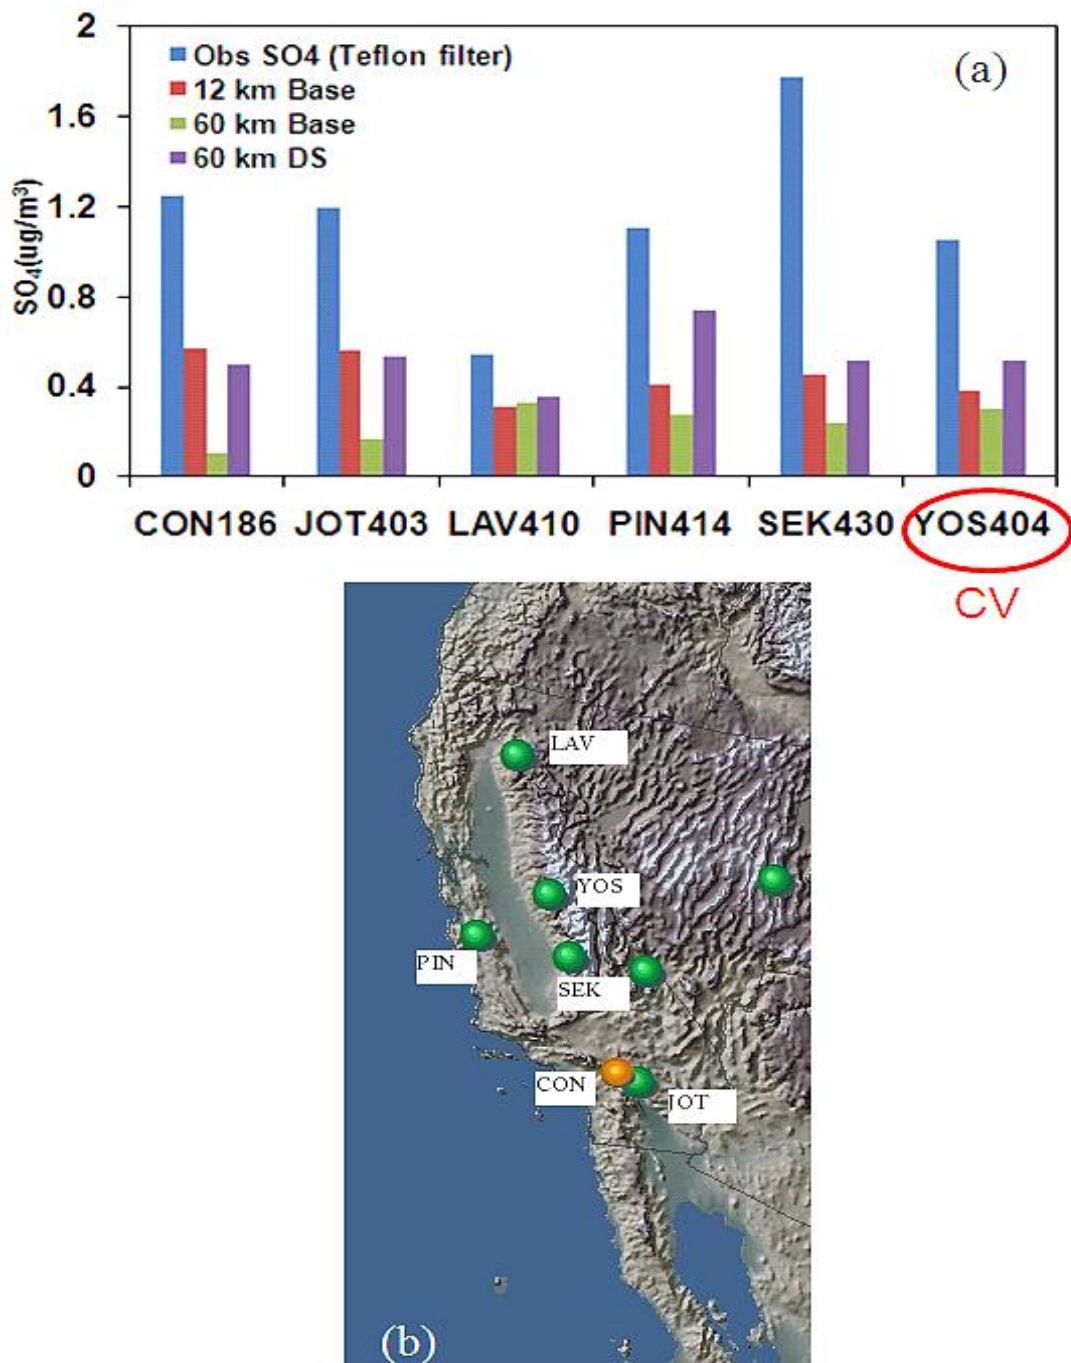 2
1.6
1.2
0.8
0.4
0
SO₄(ug/m³)
Obs SO4 (Teflon filter)
12 km Base
60 km Base
60 km DS
(a)
CON186 JOT403 LAV410 PIN414 SEK430 YOS404
CV
LAV
YOS
PIN
SEK
CON
JOT
(b)